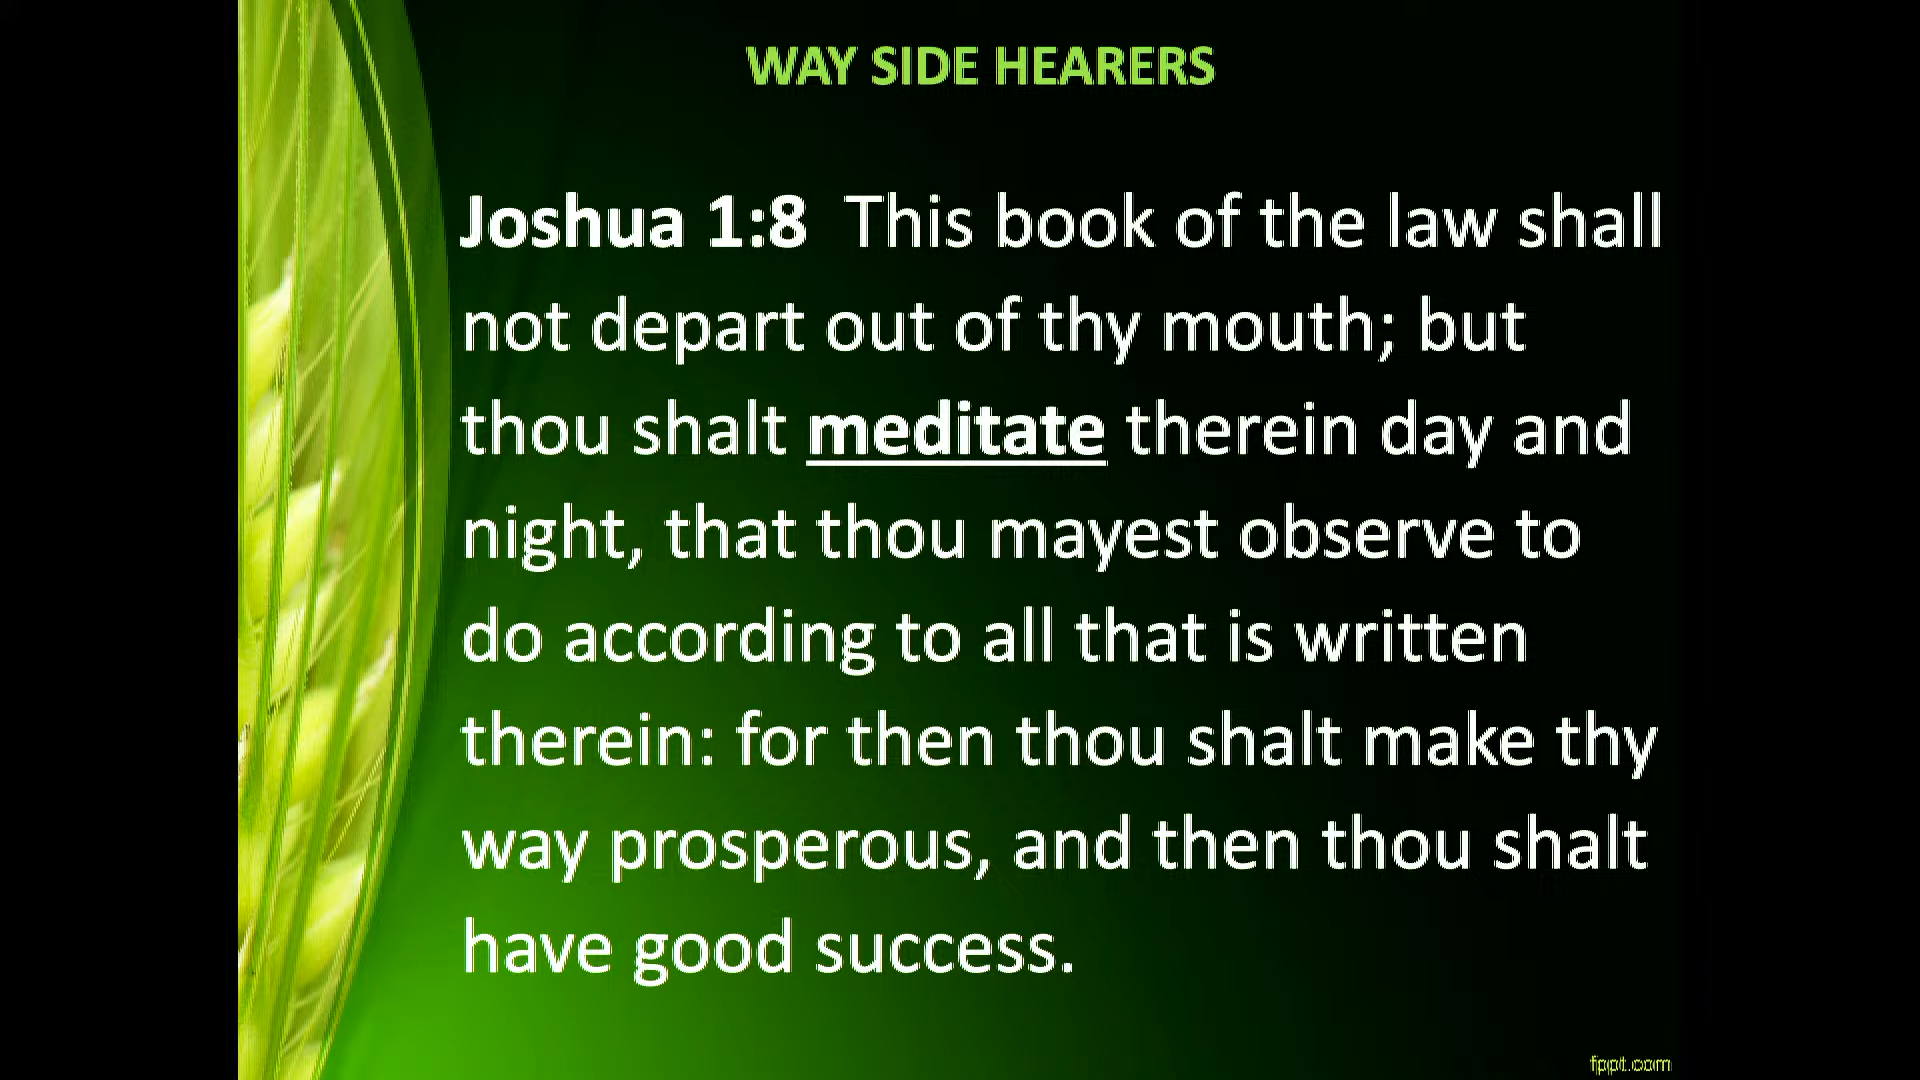 WAY SIDE HEARERS
Joshua 1:8  This book of the law shall
not depart out of thy mouth; but
thou shalt meditate therein day and
night, that thou mayest observe to
do according to all that is written
therein: for then thou shalt make thy
way prosperous, and then thou shalt
have good success.
fppt.com